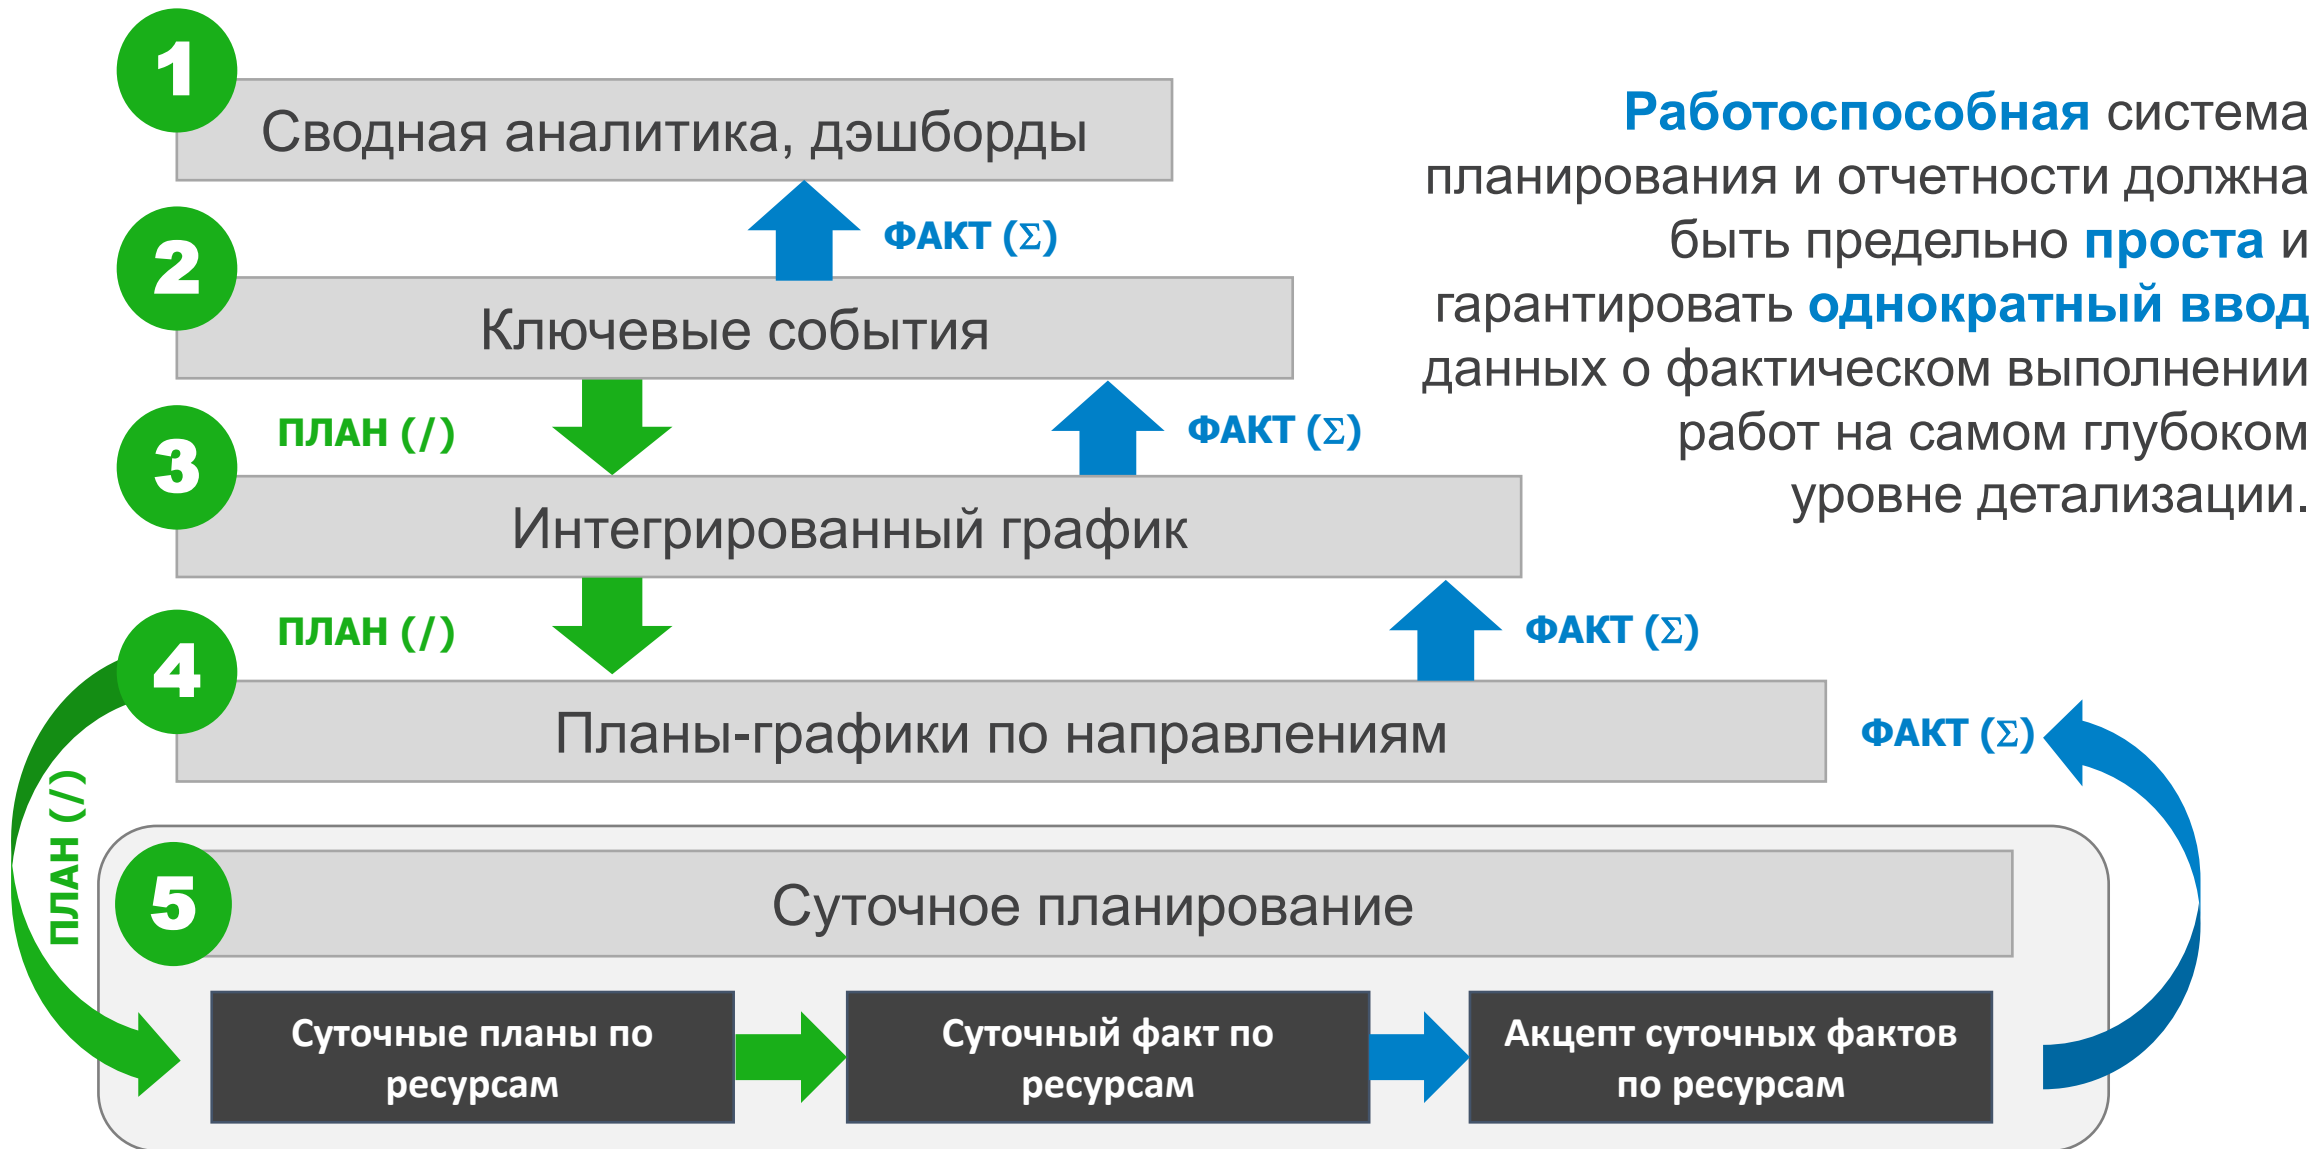 1
Сводная аналитика, дэшборды
ФАКТ (Σ)
2
Ключевые события
ПЛАН (/)
ФАКТ (Σ)
3
Интегрированный график
ПЛАН (/)
ФАКТ (Σ)
4
Планы-графики по направлениям
ФАКТ (Σ)
ПЛАН (/)
5
Суточное планирование
Суточные планы по
ресурсам
Суточный факт по
ресурсам
Акцепт суточных фактов
по ресурсам
Работоспособная система
планирования и отчетности должна
быть предельно проста и
гарантировать однократный ввод
данных о фактическом выполнении
работ на самом глубоком
уровне детализации.